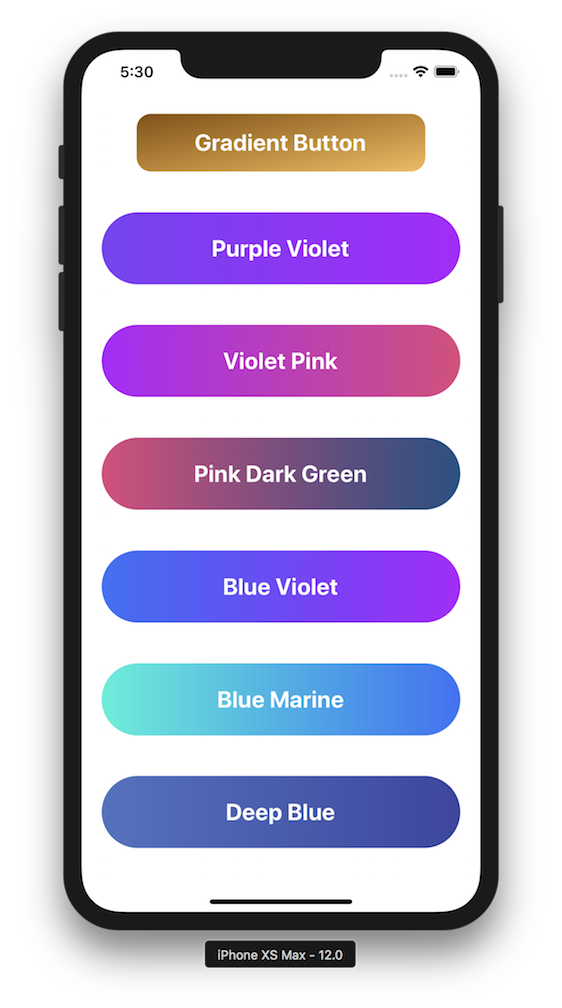 5:30
Gradient Button
Purple Violet
Violet Pink
Pink Dark Green
Blue Violet
Blue Marine
Deep Blue
iPhone XS Max - 12.0